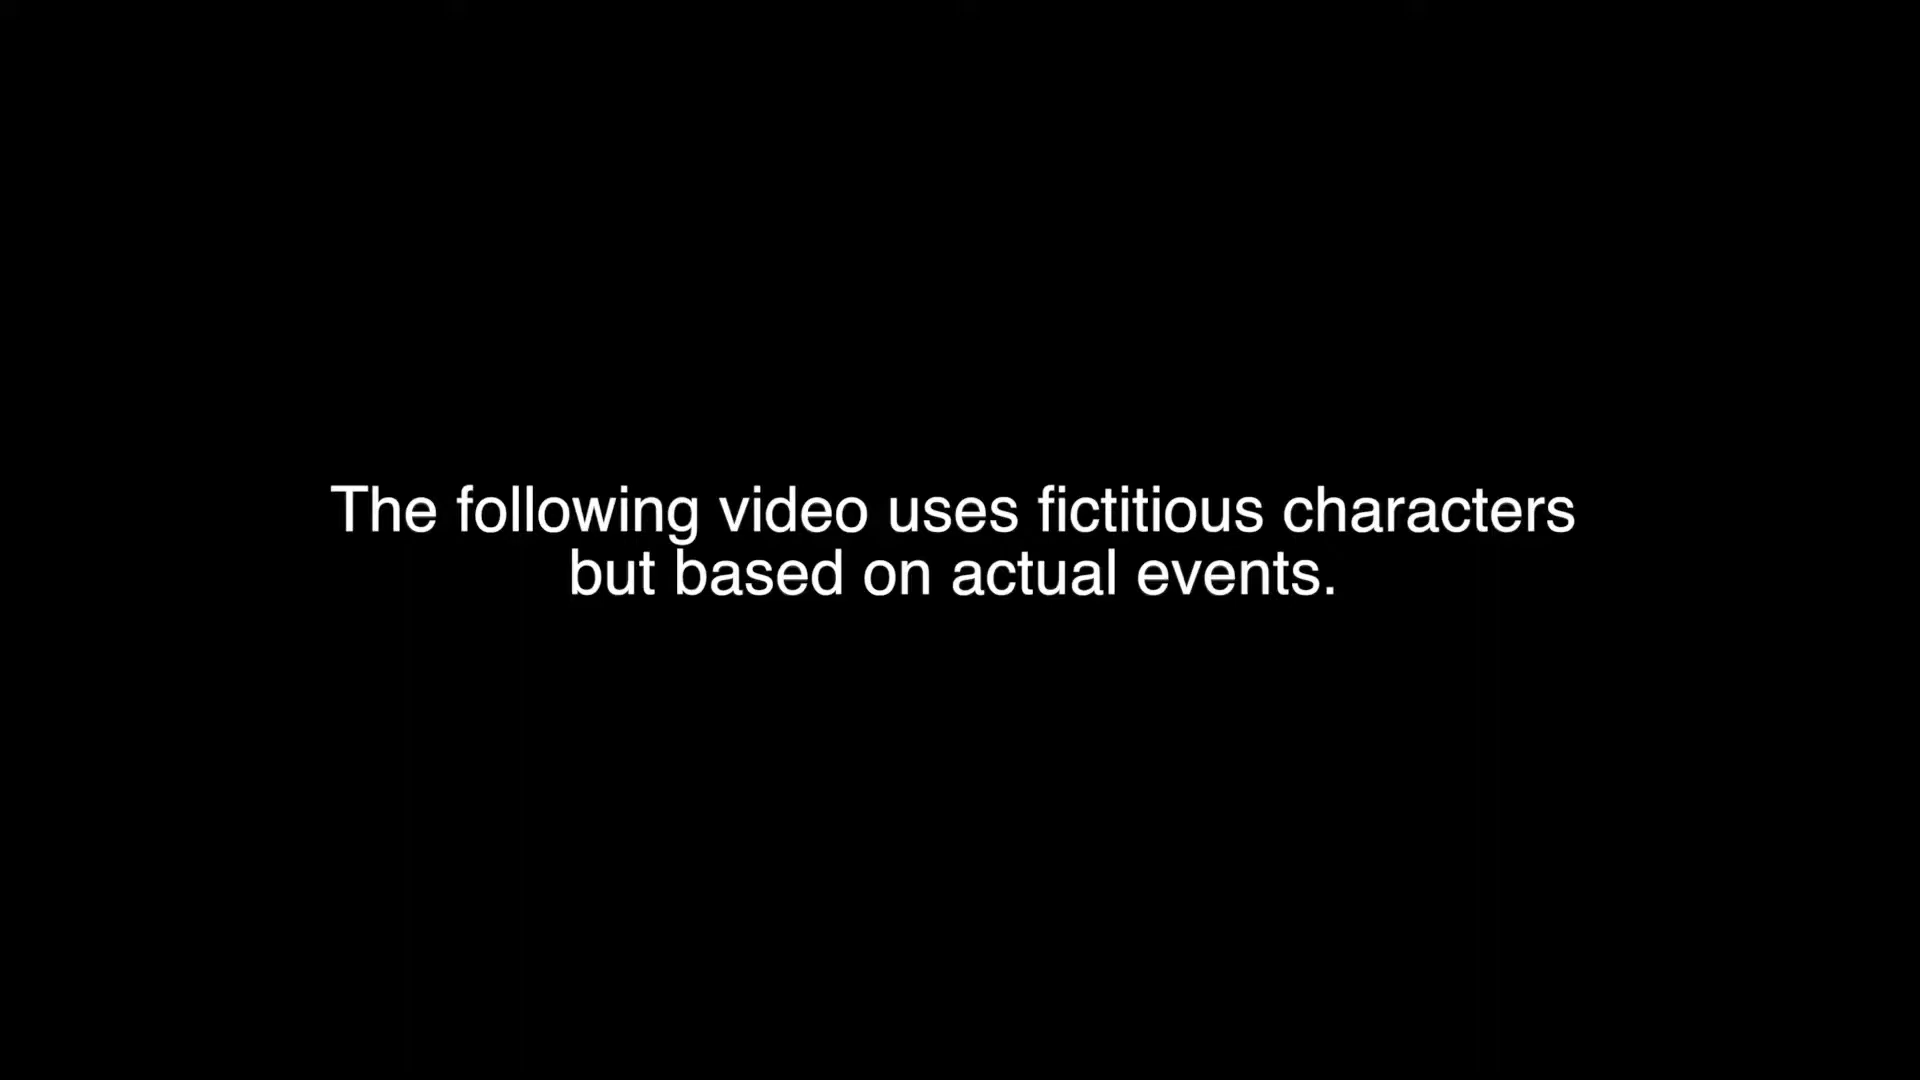 The following video uses fictitious characters
but based on actual events.